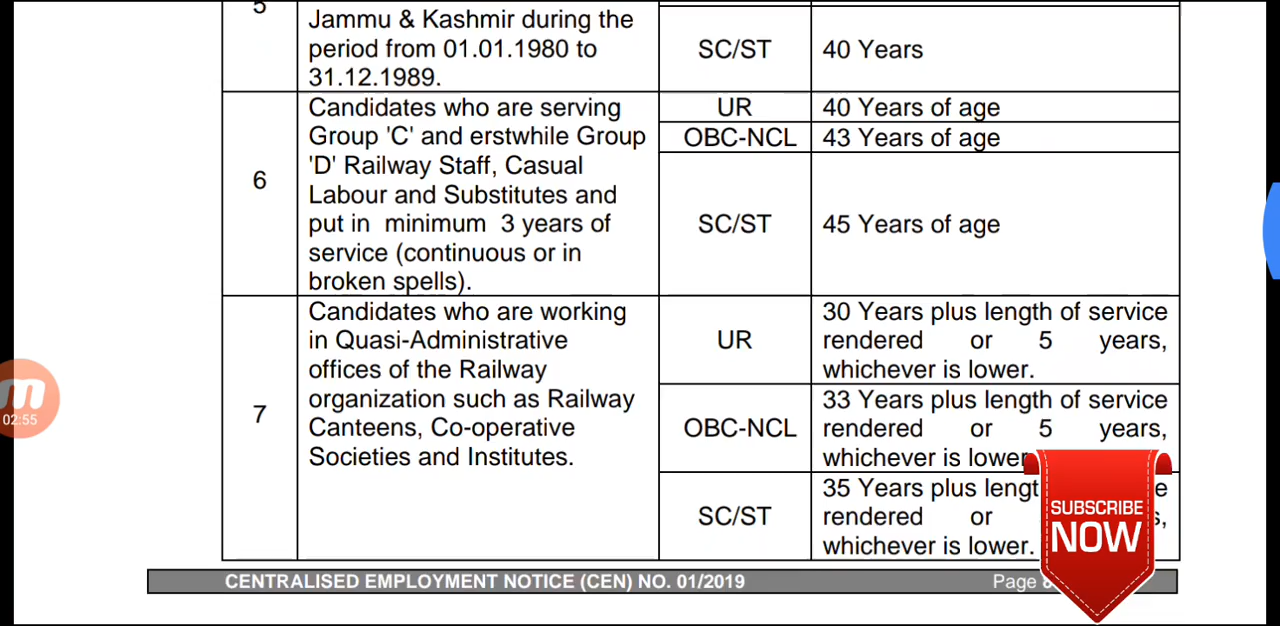 5
Jammu & Kashmir during the
period from 01.01.1980 to
31.12.1989.
SC/ST
40 Years
6
Candidates who are serving
Group 'C' and erstwhile Group
'D' Railway Staff, Casual
Labour and Substitutes and
put in minimum 3 years of
service (continuous or in
broken spells).
UR
40 Years of age
OBC-NCL
43 Years of age
SC/ST
45 Years of age
7
Candidates who are working
in Quasi-Administrative
offices of the Railway
organization such as Railway
Canteens, Co-operative
Societies and Institutes.
UR
30 Years plus length of service
rendered or 5 years,
whichever is lower.
OBC-NCL
33 Years plus length of service
rendered or 5 years,
whichever is lower
SC/ST
35 Years plus
rendered or
whichever is lower.
CENTRALISED EMPLOYMENT NOTICE (CEN) NO. 01/2019
Page
SUBSCRIBE
NOW
02:55